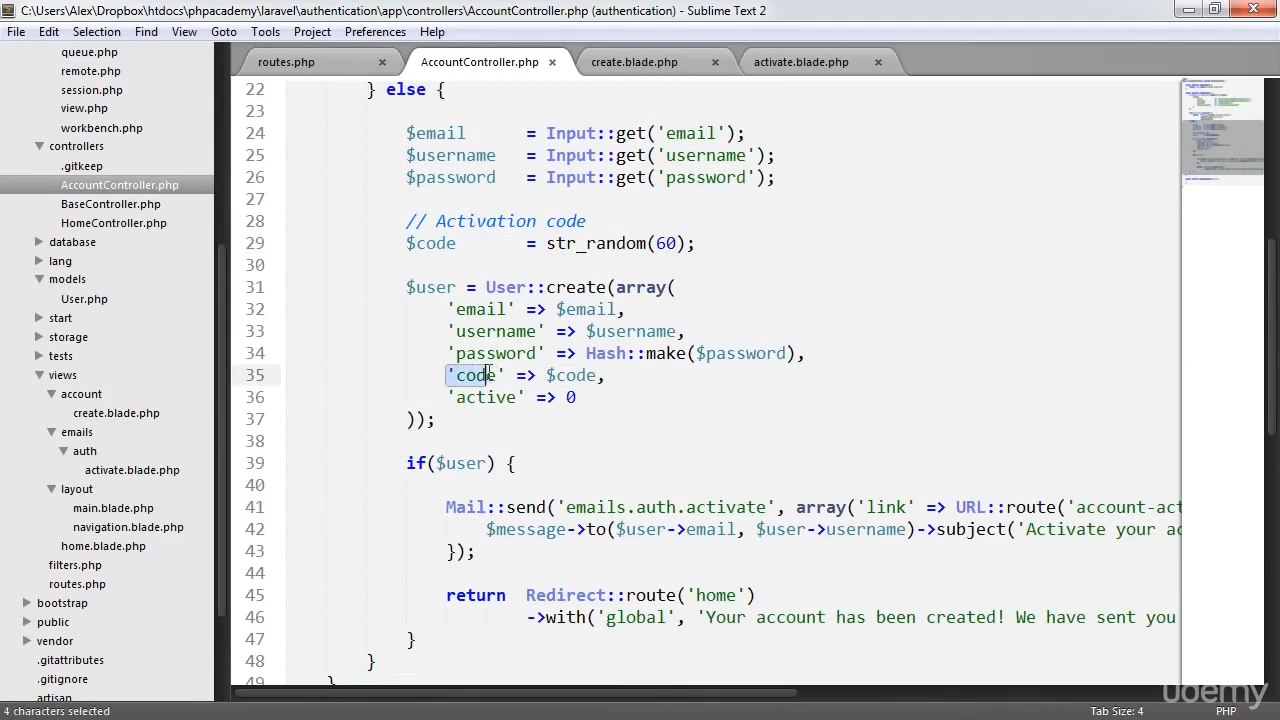 C:\Users\Alex\Dropbox\htdocs\phpacademy\laravel\authentication\app\controllers\AccountController.php (authentication) - Sublime Text 2
File Edit Selection Find View Goto Tools Project Preferences Help
queue.php
remote.php
session.php
view.php
workbench.php
controllers
.gitkeep
AccountController.php
BaseController.php
HomeController.php
database
lang
models
User.php
start
storage
tests
views
account
create.blade.php
emails
auth
activate.blade.php
layout
main.blade.php
navigation.blade.php
home.blade.php
filters.php
routes.php
bootstrap
public
vendor
.gitattributes
.gitignore
artisan
routes.php × AccountController.php × create.blade.php × activate.blade.php ×
22 } else {
23
24 $email = Input::get('email');
25 $username = Input::get('username');
26 $password = Input::get('password');
27
28 // Activation code
29 $code = str_random(60);
30
31 $user = User::create(array(
32 'email' => $email,
33 'username' => $username,
34 'password' => Hash::make($password),
35 'code' => $code,
36 'active' => 0
37 ));
38
39 if($user) {
40
41 Mail::send('emails.auth.activate', array('link' => URL::route('account-act
42 $message->to($user->email, $user->username)->subject('Activate your ac
43 });
44
45 return Redirect::route('home')
46 ->with('global', 'Your account has been created! We have sent you
47 }
48 }
49 }
udemy
4 characters selected
Tab Size: 4 PHP